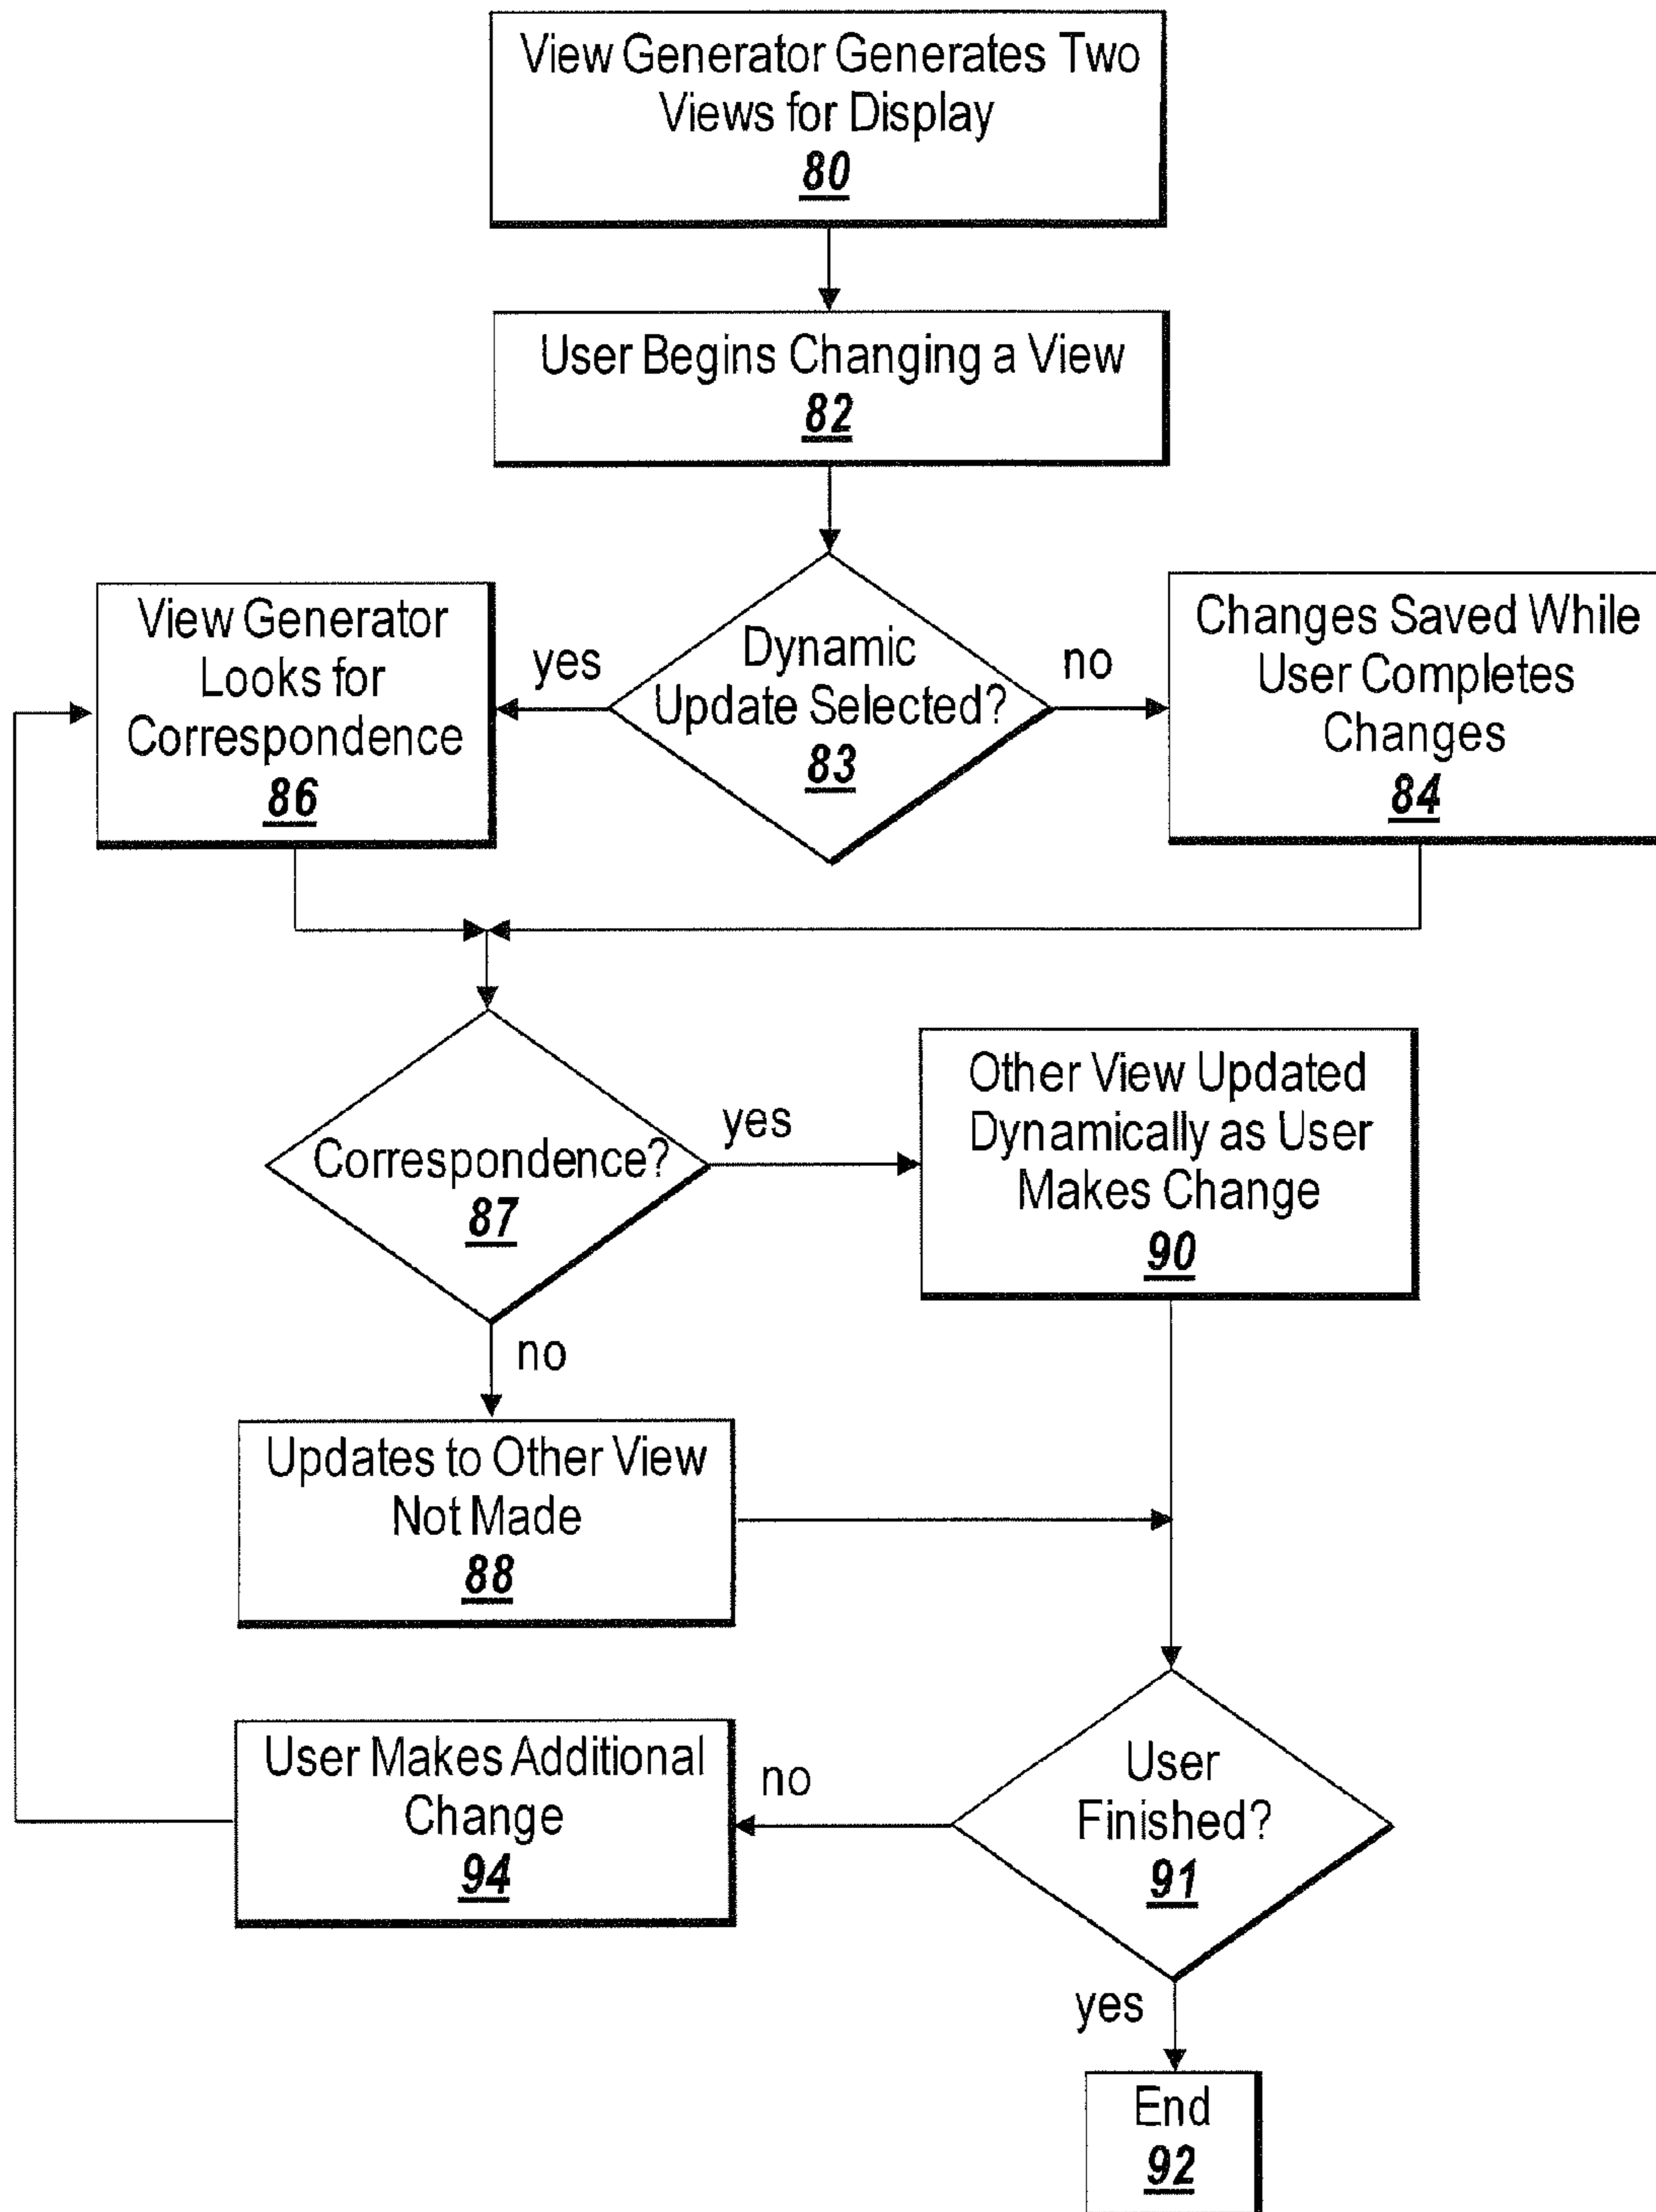 View Generator Generates Two
Views for Display
80
User Begins Changing a View
82
View Generator
Looks for
Correspondence
86
yes
Dynamic
Update Selected?
83
no
Changes Saved While
User Completes
Changes
84
Correspondence?
87
yes
Other View Updated
Dynamically as User
Makes Change
90
no
Updates to Other View
Not Made
88
User Makes Additional
Change
94
no
User
Finished?
91
yes
End
92